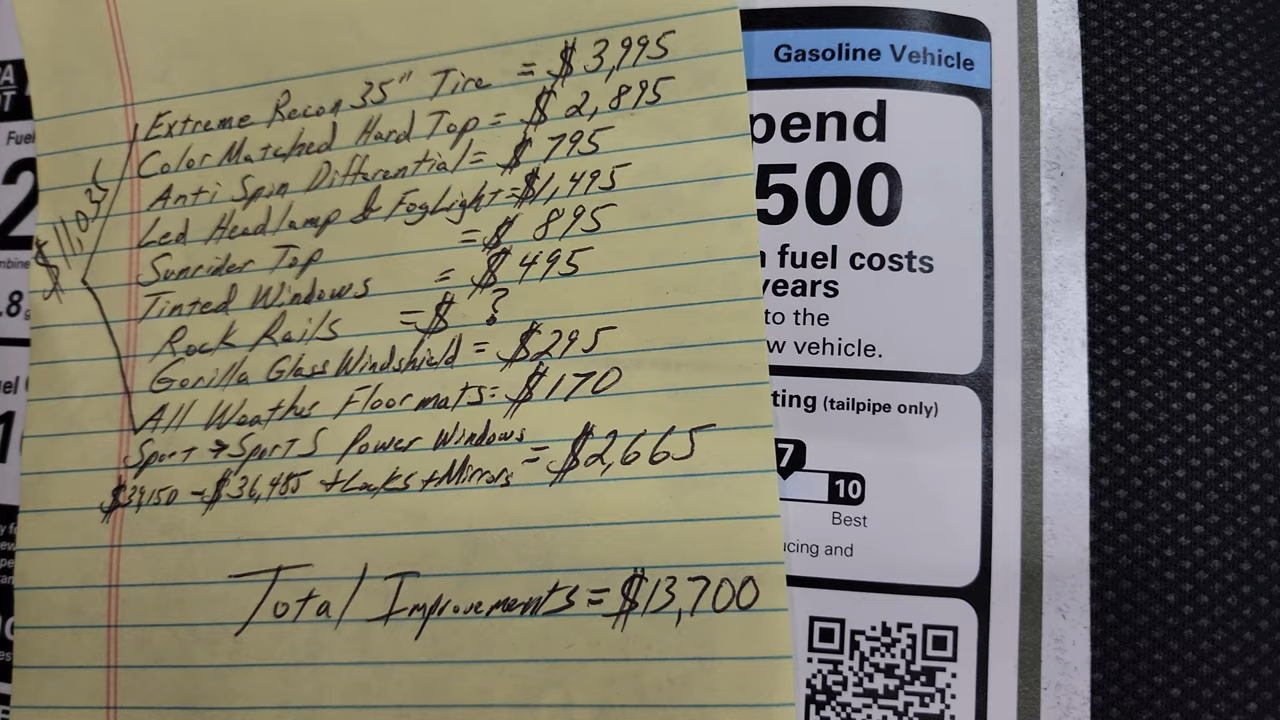 Extreme Recon 35" Tire = $3,995
Color Matched Hard Top = $2,895
Anti Spin Differential = $795
Led Headlamp & FogLight = $1,495
Sunrider Top = $895
Tinted Windows = $495
Rock Rails = $ ?
Gorilla Glass Windshield = $295
All Weather Floormats = $170
Sport → Sport S Power Windows
$39,150 - $36,485 + Locks + Mirrors = $2,665
Total Improvements = $13,700
$11,035
Gasoline Vehicle
500
fuel costs
years
to the
vehicle.
(tailpipe only)
7
10
Best
and